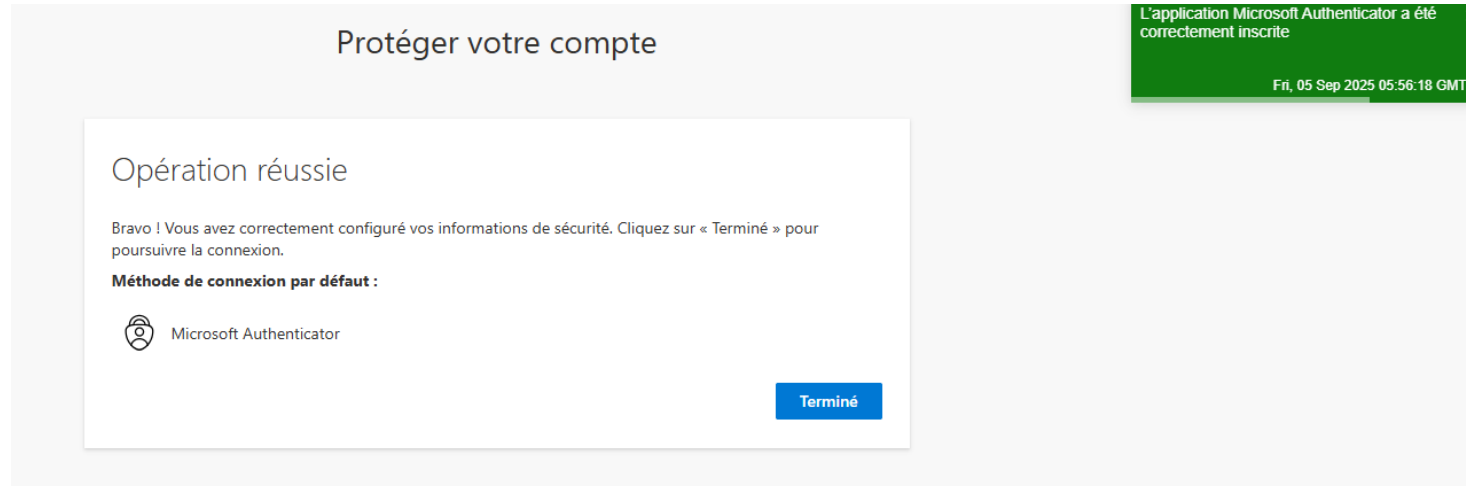 Protéger votre compte
L'application Microsoft Authenticator a été
correctement inscrite
Fri, 05 Sep 2025 05:56:18 GMT
Opération réussie
Bravo ! Vous avez correctement configuré vos informations de sécurité. Cliquez sur « Terminé » pour
poursuivre la connexion.
Méthode de connexion par défaut :
Microsoft Authenticator
Terminé